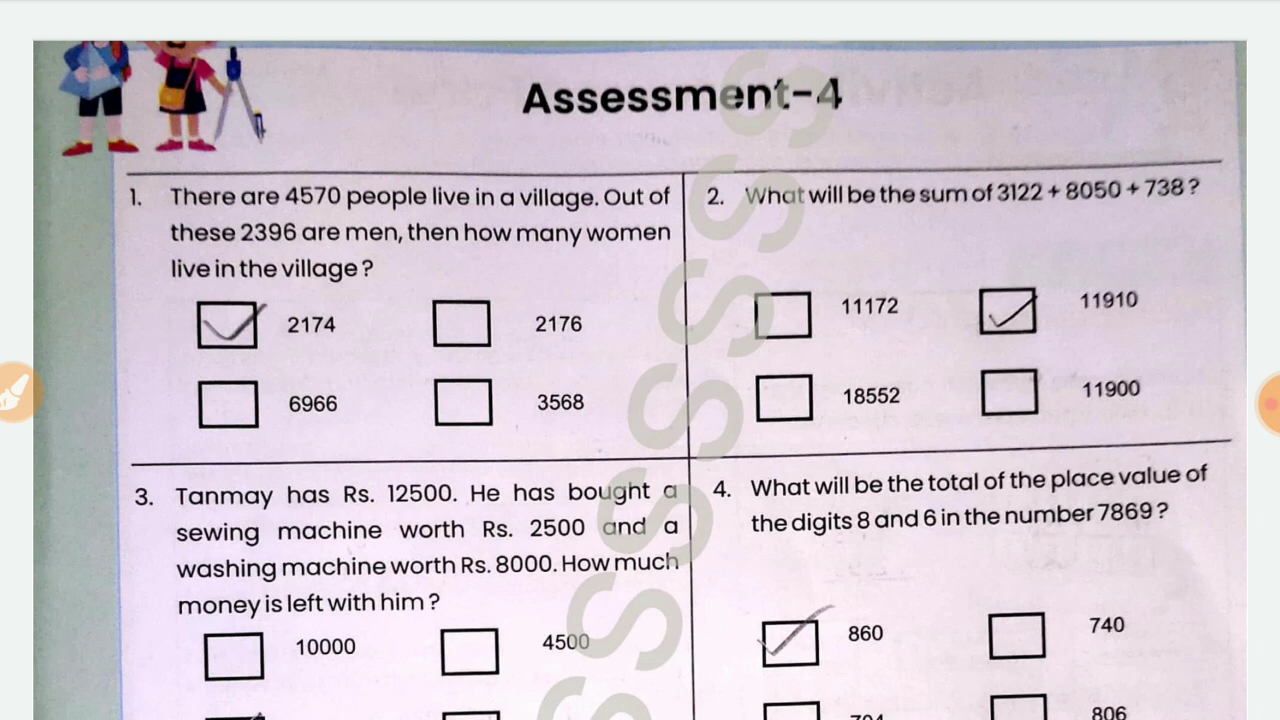 Assessment-4
1. There are 4570 people live in a village. Out of
these 2396 are men, then how many women
live in the village?
2174 2176
6966 3568
2. What will be the sum of 3122 + 8050 + 738?
11172 11910
18552 11900
3. Tanmay has Rs. 12500. He has bought a
sewing machine worth Rs. 2500 and a
washing machine worth Rs. 8000. How much
money is left with him?
10000 4500
4. What will be the total of the place value of
the digits 8 and 6 in the number 7869?
860 740
806
SSSSSSS